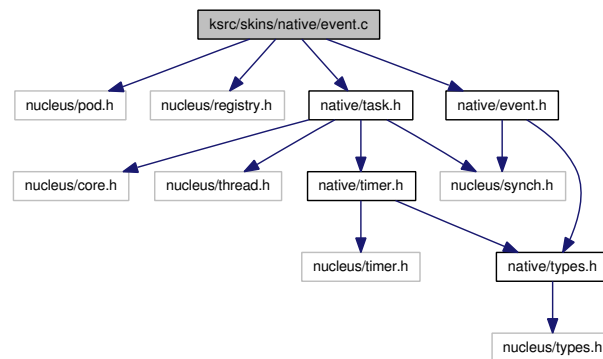 ksrc/skins/native/event.c
nucleus/pod.h
nucleus/registry.h
native/task.h
native/event.h
nucleus/core.h
nucleus/thread.h
native/timer.h
nucleus/synch.h
nucleus/timer.h
native/types.h
nucleus/types.h